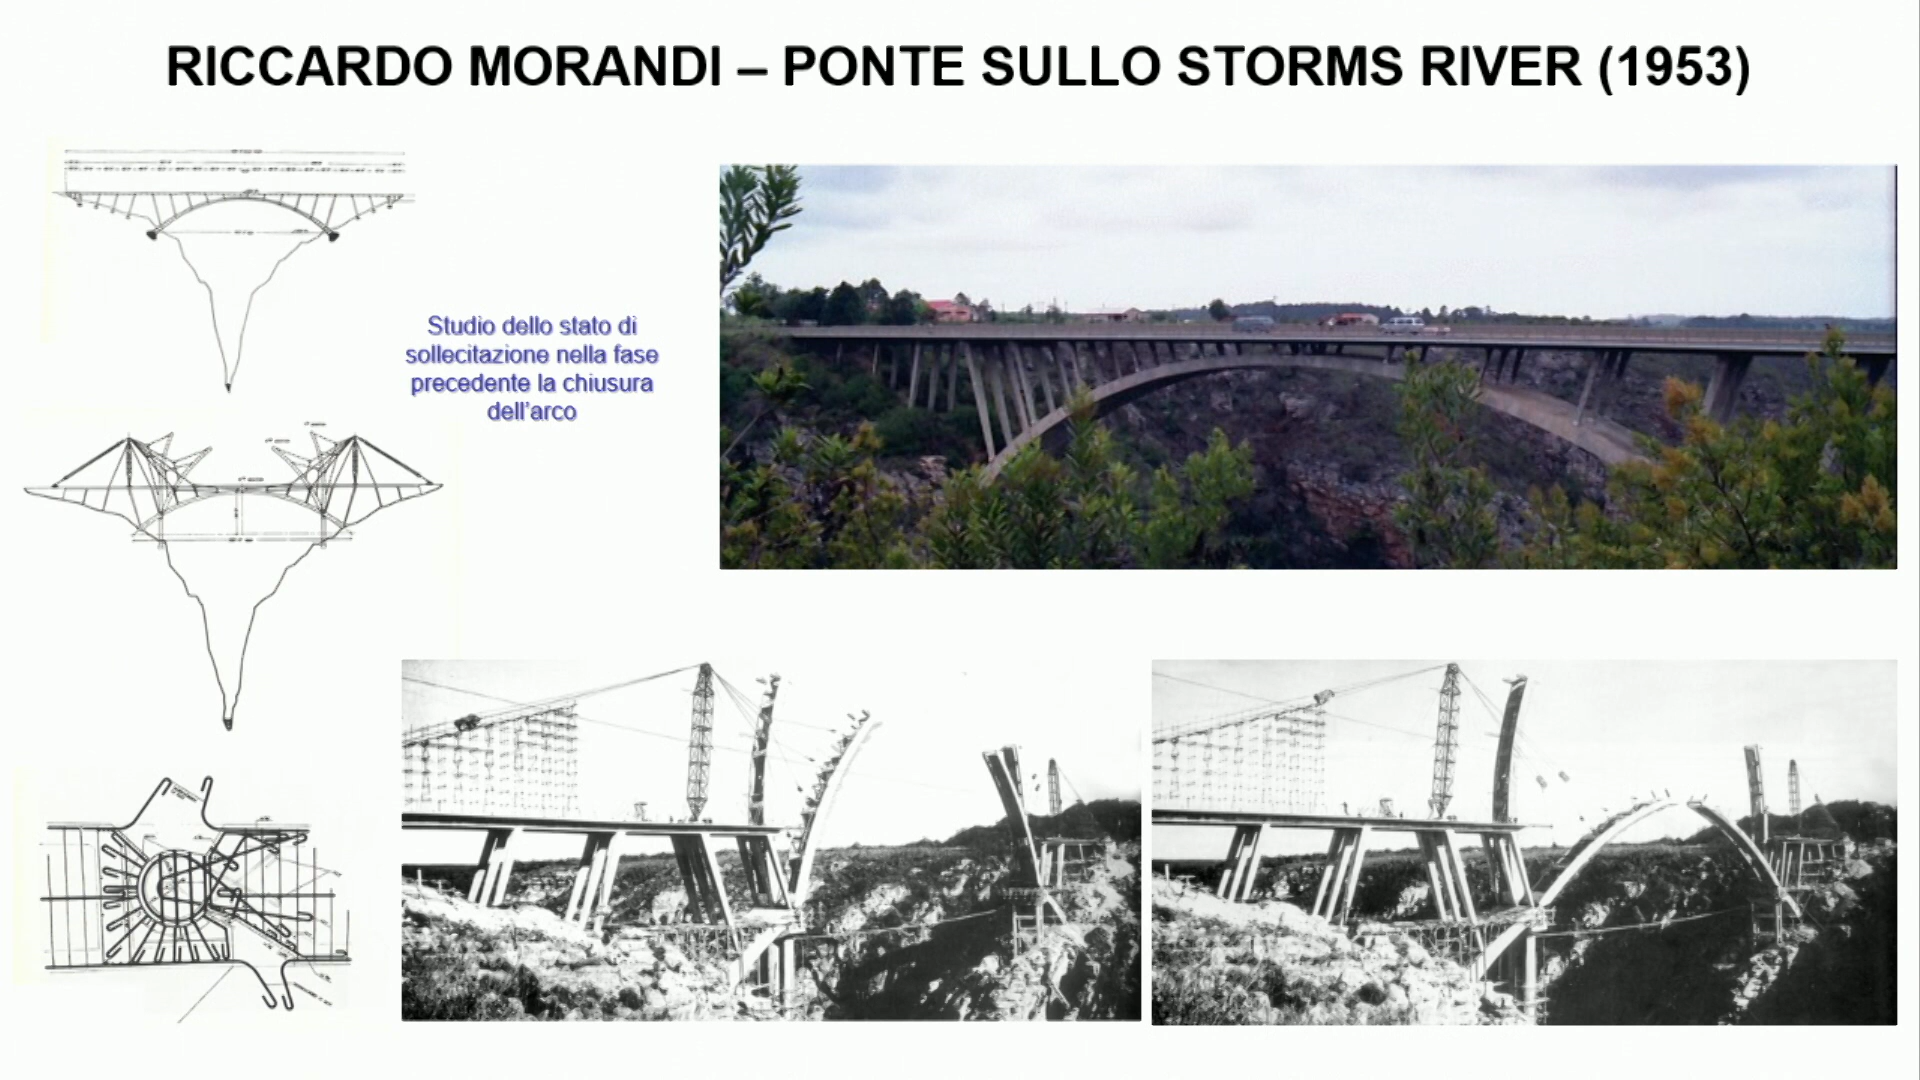 RICCARDO MORANDI – PONTE SULLO STORMS RIVER (1953)
Studio dello stato di
sollecitazione nella fase
precedente la chiusura
dell'arco